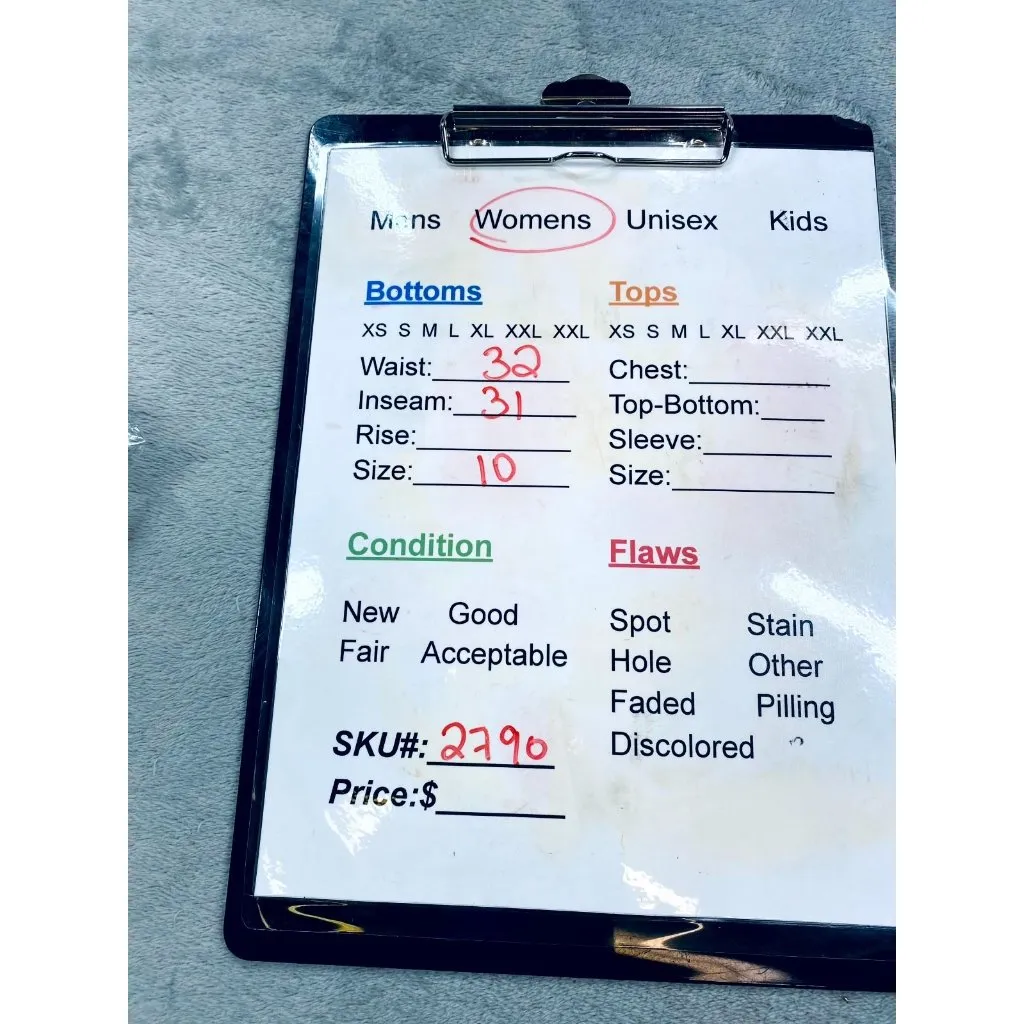 Mens Womens Unisex Kids
Bottoms
XS S M L XL XXL XXL
Waist: 32
Inseam: 31
Rise:
Size: 10
Tops
XS S M L XL XXL XXL
Chest:
Top-Bottom:
Sleeve:
Size:
Condition
New Good
Fair Acceptable
Flaws
Spot Stain
Hole Other
Faded Pilling
Discolored
SKU#: 2790
Price:$